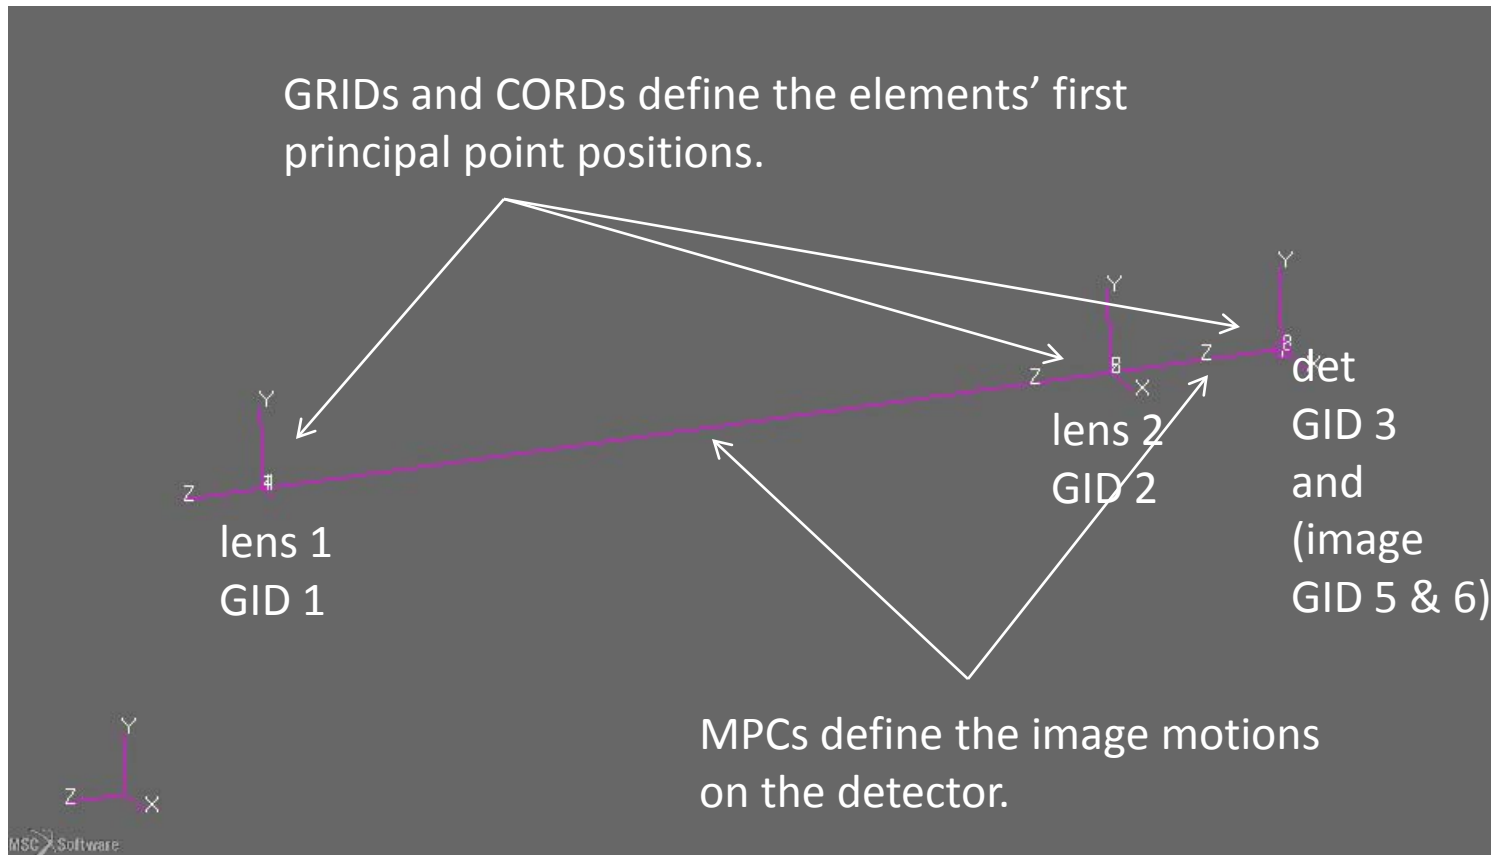 GRIDs and CORDs define the elements’ first
principal point positions.
Y
Y
Y
Z
Z
X
Z
lens 1
GID 1
lens 2
GID 2
det
GID 3
and
(image
GID 5 & 6)
MPCs define the image motions
on the detector.
Y
Z
X
MSC Software